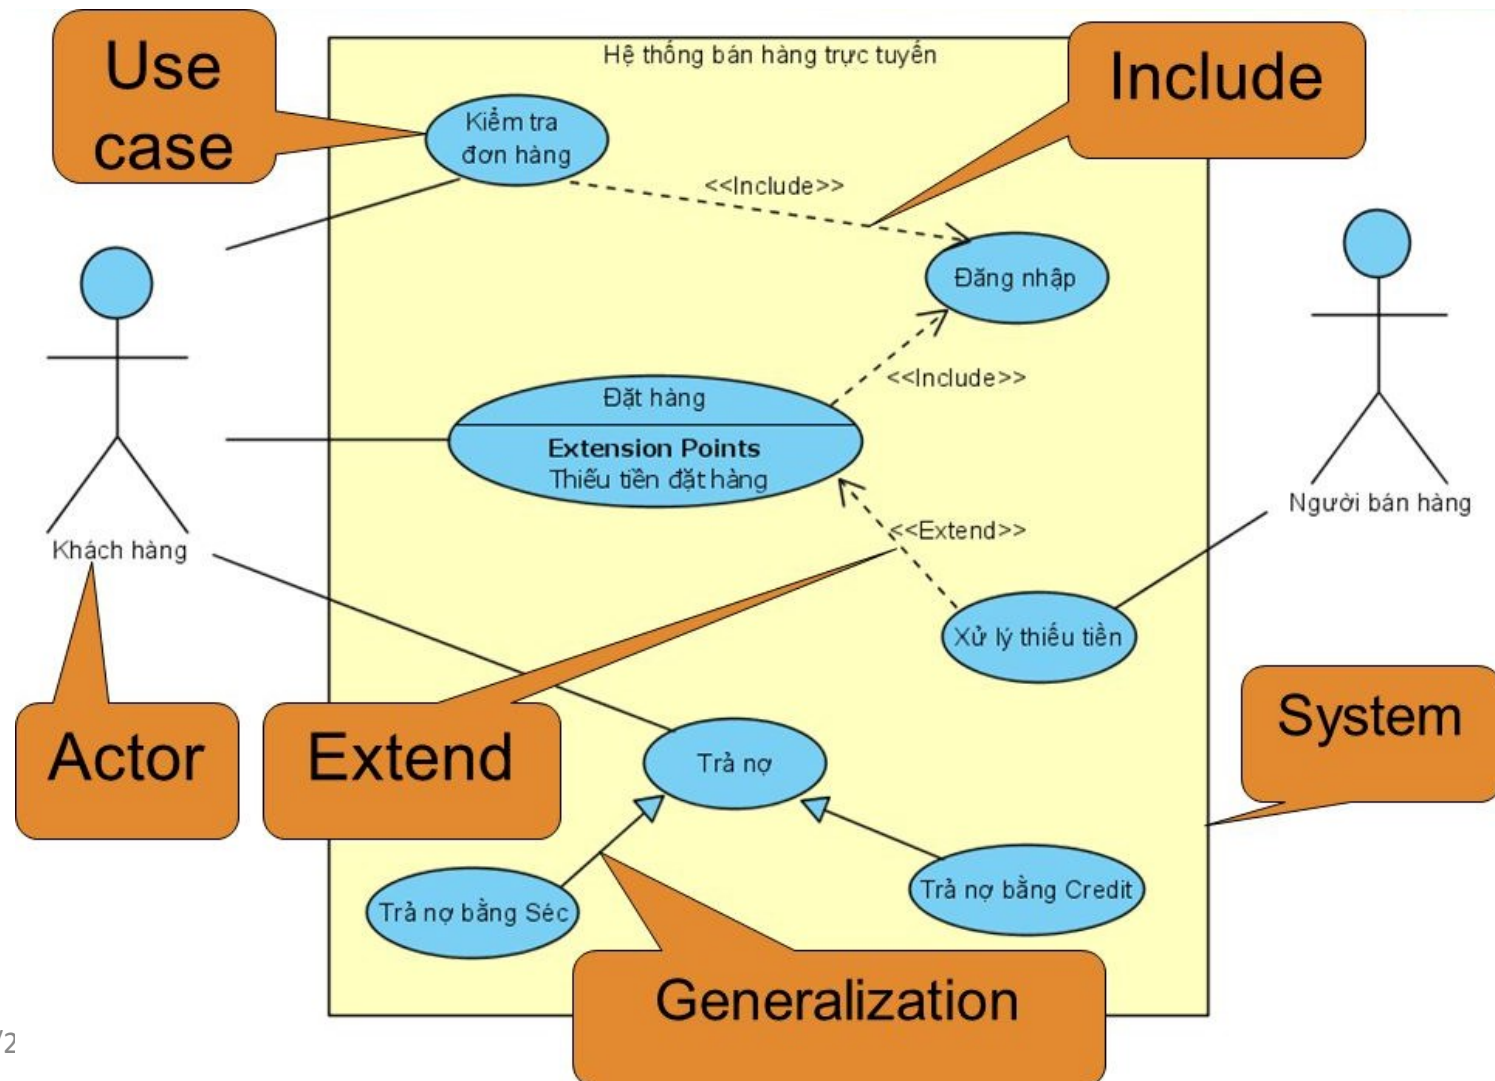 Use
case
Hệ thống bán hàng trực tuyến
Include
Kiểm tra
đơn hàng
<<Include>>
Đăng nhập
<<Include>>
Đặt hàng
Extension Points
Thiếu tiền đặt hàng
Người bán hàng
<<Extend>>
Khách hàng
Xử lý thiếu tiền
Actor
Extend
System
Trả nợ
Trả nợ bằng Séc
Trả nợ bằng Credit
Generalization
/2